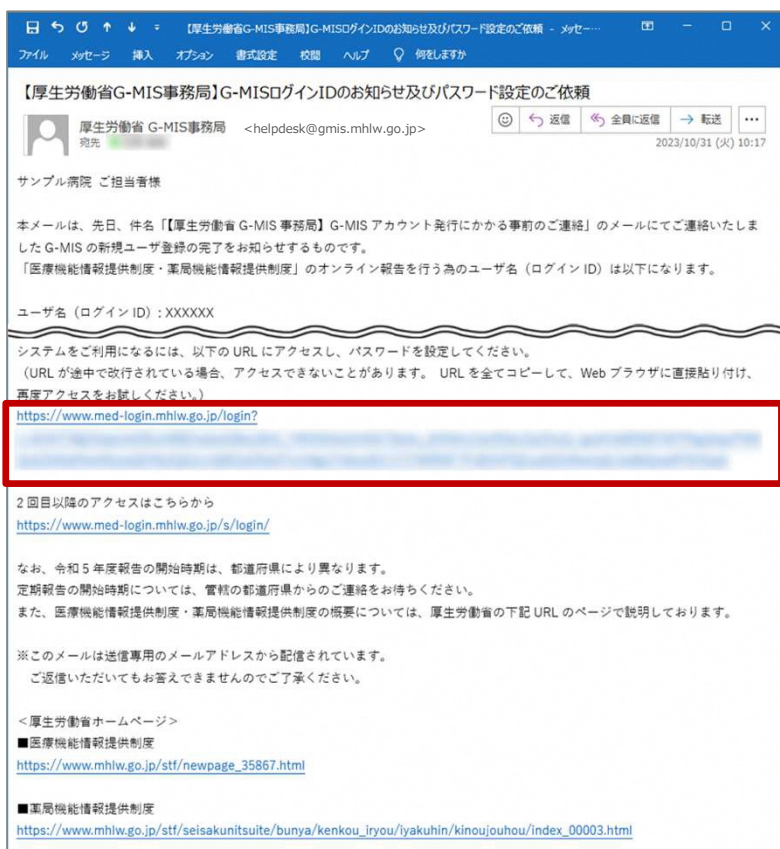 【厚生労働省G-MIS事務局】G-MISログインIDのお知らせ及びパスワード設定のご依頼 - メッセー…
ファイル メッセージ 挿入 オプション 書式設定 校閲 ヘルプ 何をしますか
【厚生労働省G-MIS事務局】G-MISログインIDのお知らせ及びパスワード設定のご依頼
厚生労働省 G-MIS事務局 <helpdesk@gmis.mhlw.go.jp>
返信 全員に返信 転送 …
宛先
2023/10/31 (火) 10:17
サンプル病院 ご担当者様
本メールは、先日、件名「【厚生労働省 G-MIS 事務局】G-MIS アカウント発行にかかる事前のご連絡」のメールにてご連絡いたしま
した G-MIS の新規ユーザ登録の完了をお知らせするものです。
「医療機能情報提供制度・薬局機能情報提供制度」のオンライン報告を行う為のユーザ名（ログイン ID）は以下になります。
ユーザ名（ログイン ID）: XXXXXX
システムをご利用になるには、以下の URL にアクセスし、パスワードを設定してください。
（URL が途中で改行されている場合、アクセスできないことがあります。 URL を全てコピーして、Web ブラウザに直接貼り付け、
再度アクセスをお試しください。）
https://www.med-login.mhlw.go.jp/login?
2 回目以降のアクセスはこちらから
https://www.med-login.mhlw.go.jp/s/login/
なお、令和 5 年度報告の開始時期は、都道府県により異なります。
定期報告の開始時期については、管轄の都道府県からのご連絡をお待ちください。
また、医療機能情報提供制度・薬局機能情報提供制度の概要については、厚生労働省の下記 URL のページで説明しております。
※このメールは送信専用のメールアドレスから配信されています。
ご返信いただいてもお答えできませんのでご了承ください。
＜厚生労働省ホームページ＞
■医療機能情報提供制度
https://www.mhlw.go.jp/stf/newpage_35867.html
■薬局機能情報提供制度
https://www.mhlw.go.jp/stf/seisakunitsuite/bunya/kenkou_iryou/iyakuhin/kinoujouhou/index_00003.html